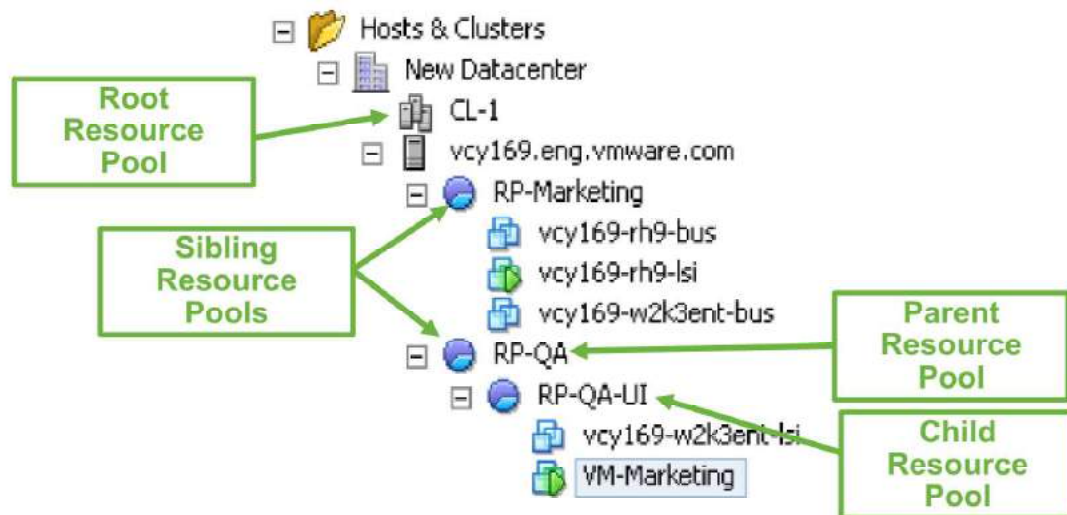 Hosts & Clusters
New Datacenter
Root
Resource
Pool
CL-1
vcy169.eng.vmware.com
RP-Marketing
vcy169-rh9-bus
Sibling
Resource
Pools
vcy169-rh9-lsi
vcy169-w2k3ent-bus
Parent
Resource
Pool
RP-QA
RP-QA-UI
vcy169-w2k3ent-lsi
Child
Resource
Pool
VM-Marketing